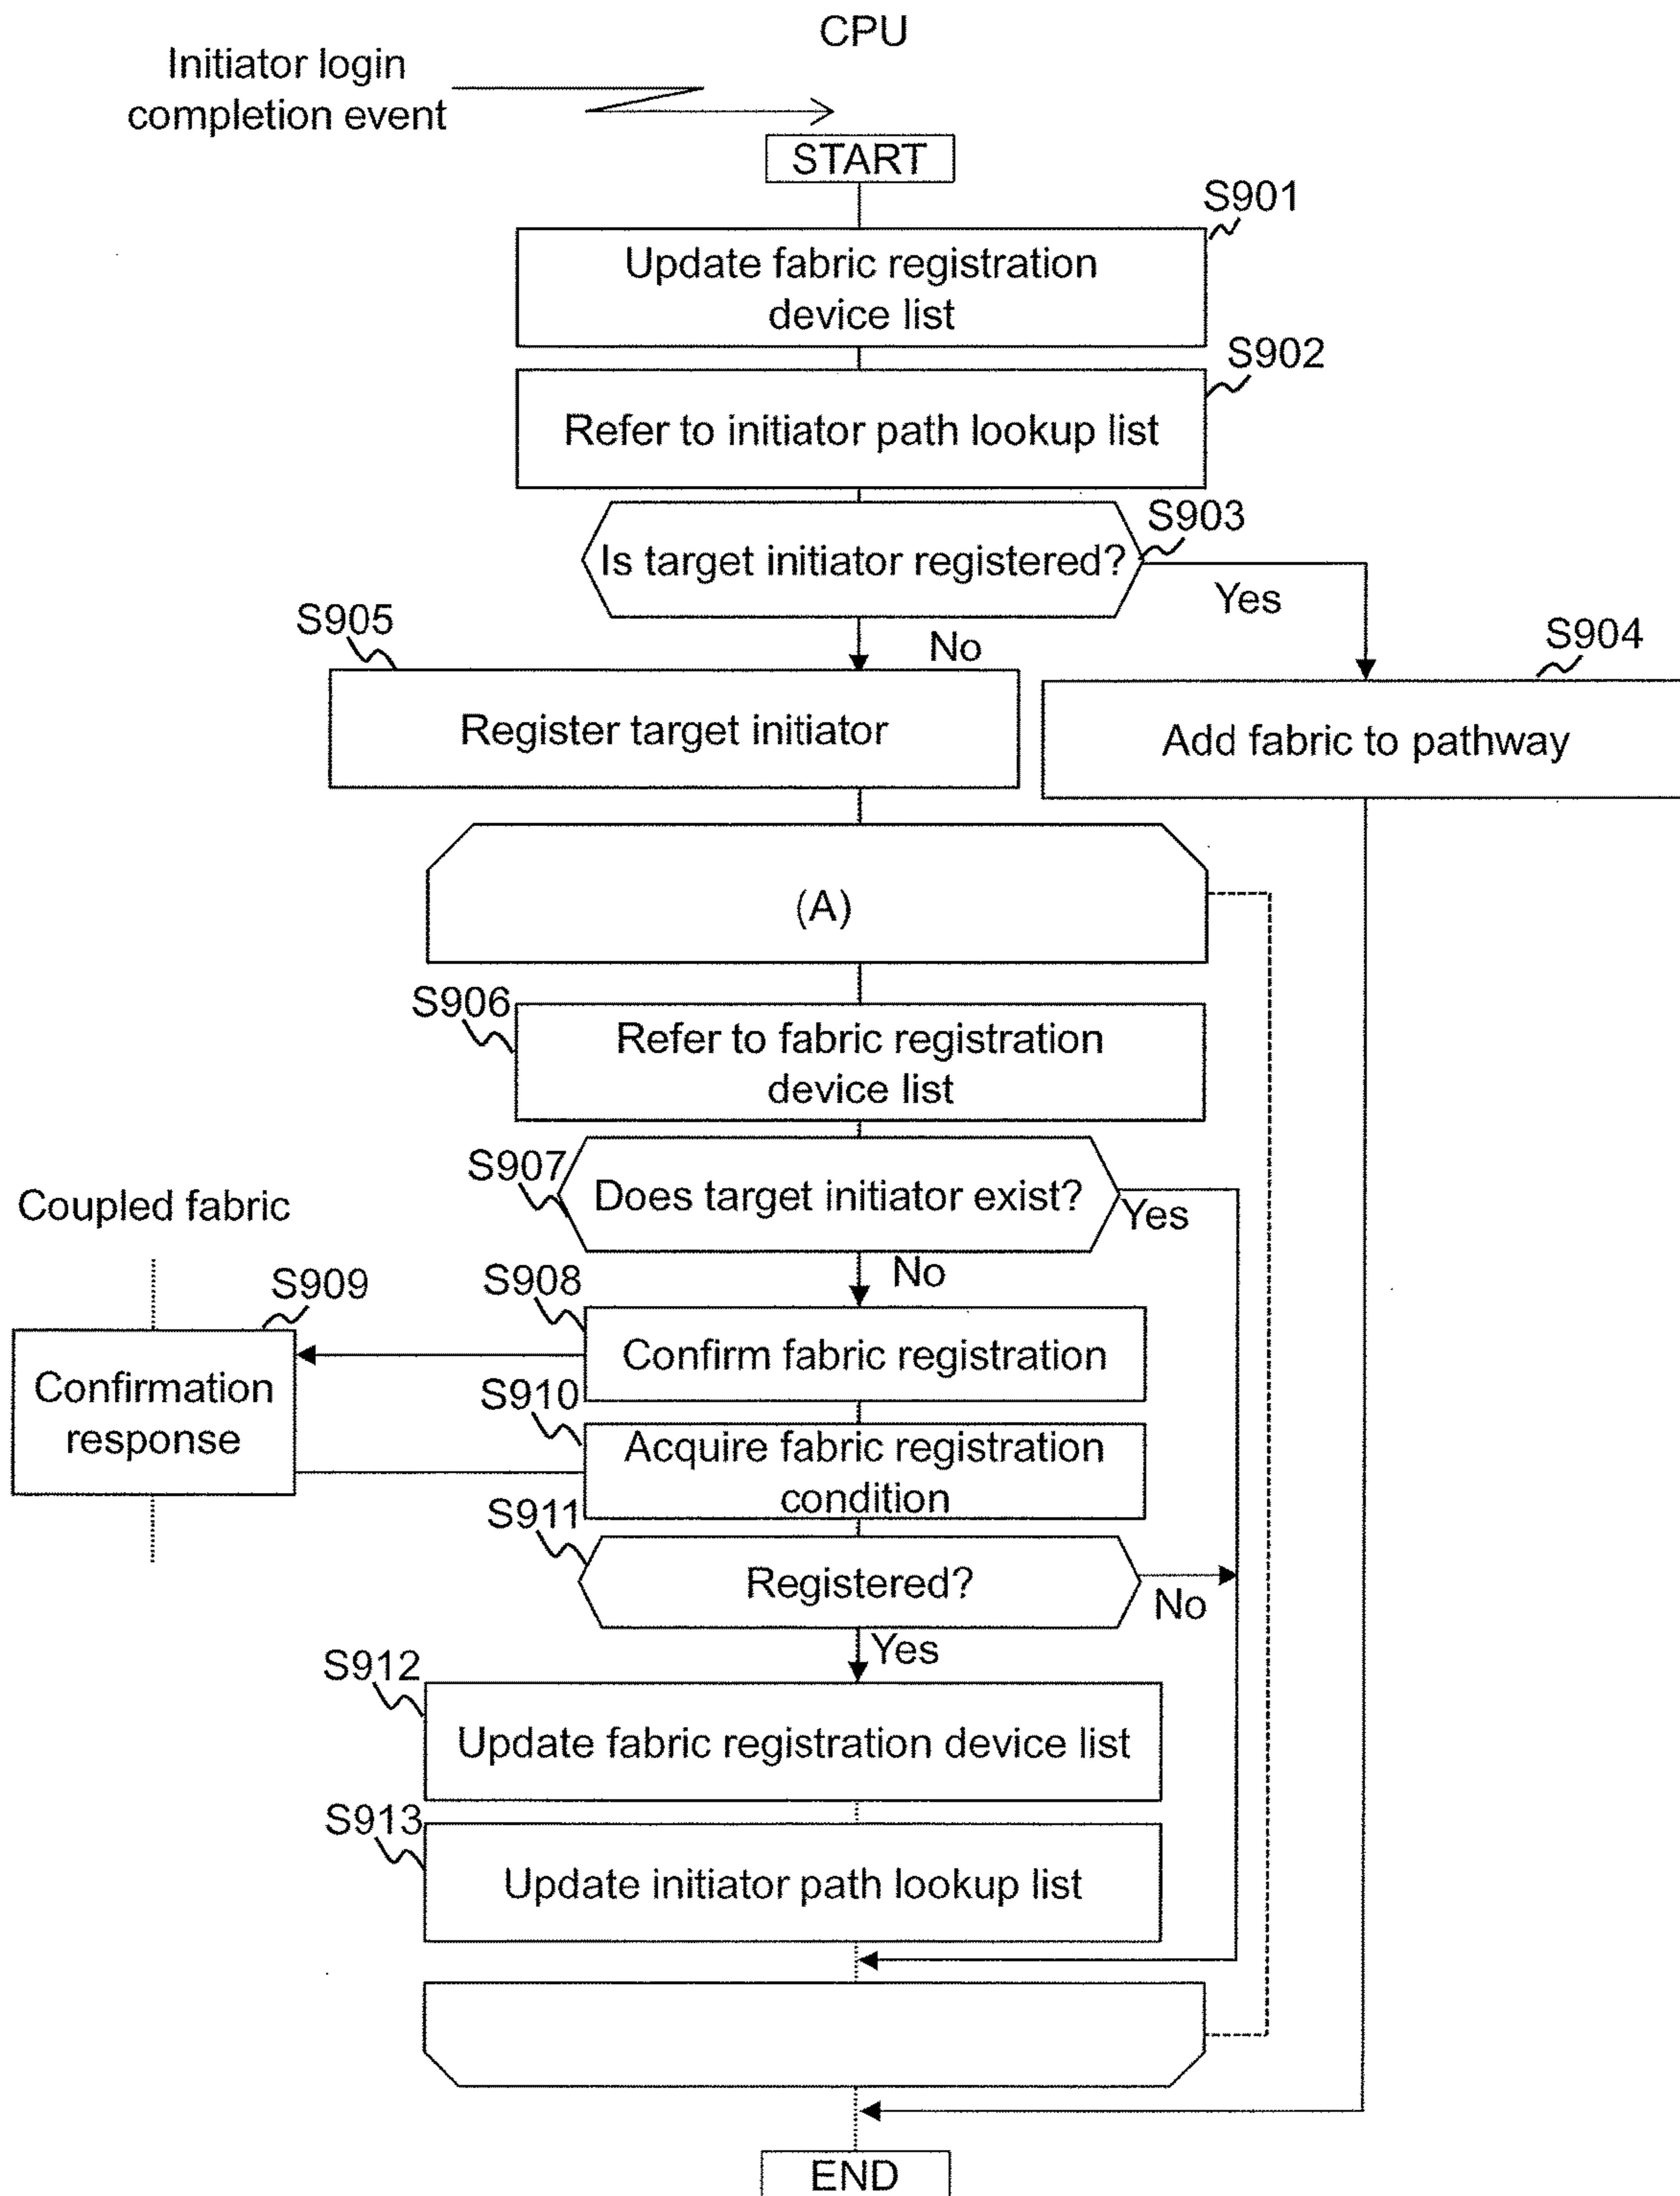 CPU
Initiator login
completion event
START
S901
Update fabric registration
device list
S902
Refer to initiator path lookup list
S903
Is target initiator registered?
Yes
S905
No
S904
Register target initiator
Add fabric to pathway
(A)
S906
Refer to fabric registration
device list
S907
Does target initiator exist?
Yes
Coupled fabric
No
S908
S909
Confirm fabric registration
Confirmation
response
S910
Acquire fabric registration
condition
S911
Registered?
No
Yes
S912
Update fabric registration device list
S913
Update initiator path lookup list
END